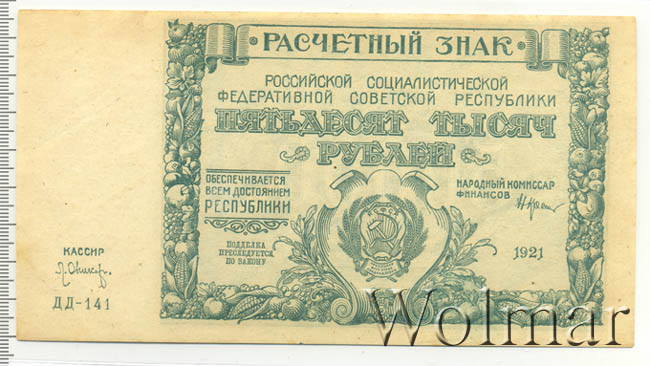 РАСЧЕТНЫЙ ЗНАК
РОССИЙСКОЙ СОЦИАЛИСТИЧЕСКОЙ
ФЕДЕРАТИВНОЙ СОВЕТСКОЙ РЕСПУБЛИКИ
ПЯТЬДЕСЯТ ТЫСЯЧ
РУБЛЕЙ
ОБЕСПЕЧИВАЕТСЯ
ВСЕМ ДОСТОЯНИЕМ
РЕСПУБЛИКИ
НАРОДНЫЙ КОМИССАР
ФИНАНСОВ
ПОДДЕЛКА
ПРЕСЛЕДУЕТСЯ
ПО ЗАКОНУ
1921
КАССИР
ДД-141
Wolmar